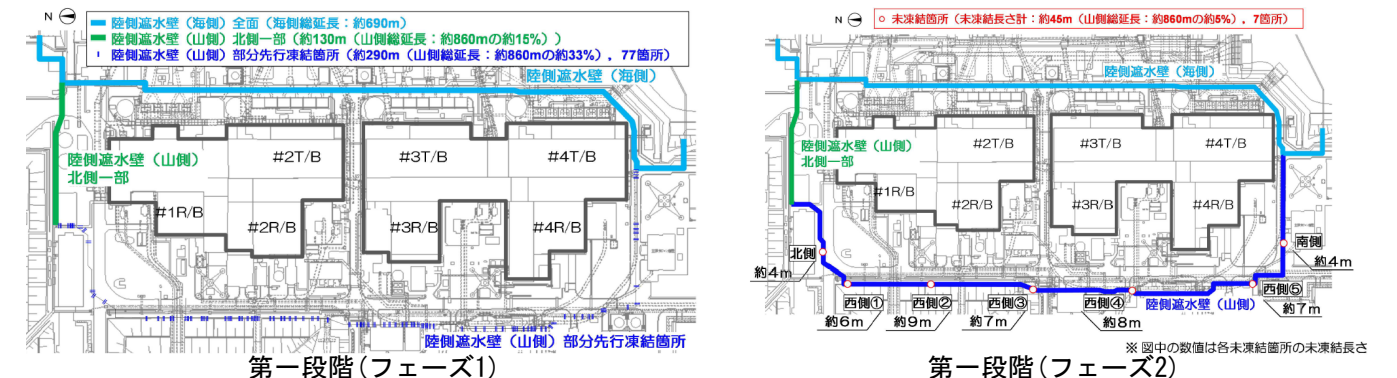 N
陸側遮水壁（海側）全面（海側総延長：約690m）
陸側遮水壁（山側）北側一部（約130m（山側総延長：約860mの約15%））
陸側遮水壁（山側）部分先行凍結箇所（約290m（山側総延長：約860mの約33%），77箇所）
陸側遮水壁（海側）
陸側遮水壁（山側）
北側一部
#2T/B
#3T/B
#4T/B
#1R/B
#2R/B
#3R/B
#4R/B
陸側遮水壁（山側）部分先行凍結箇所
第一段階(フェーズ1)
N
未凍結箇所（未凍結長さ計：約45m（山側総延長：約860mの約5%），7箇所）
陸側遮水壁（海側）
陸側遮水壁（山側）
北側一部
#2T/B
#3T/B
#4T/B
#1R/B
#2R/B
#3R/B
#4R/B
北側
約4m
南側
約4m
西側①
約6m
西側②
約9m
西側③
約7m
西側④
約8m
陸側遮水壁（山側）
西側⑤
約7m
※ 図中の数値は各未凍結箇所の未凍結長さ
第一段階(フェーズ2)